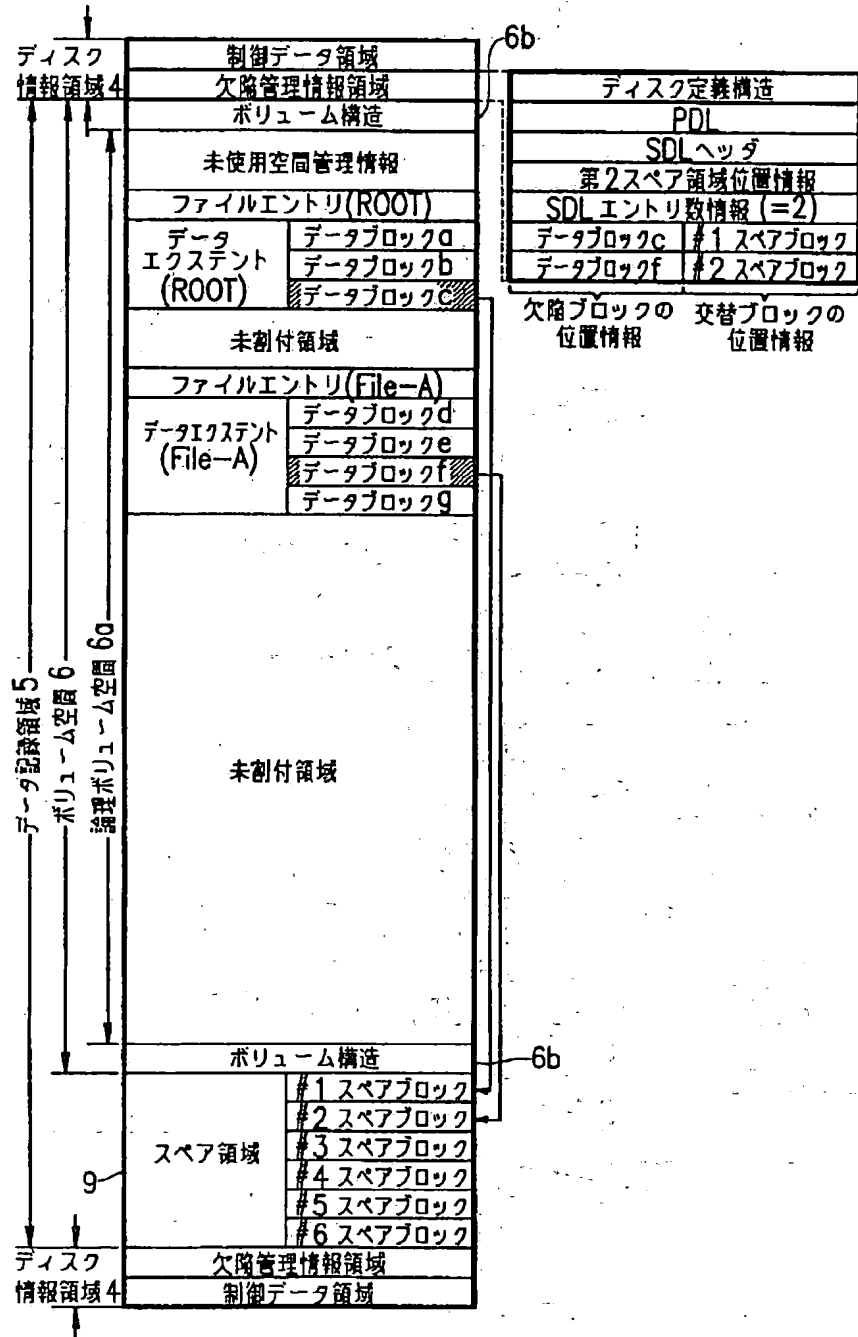 ディスク
情報領域4
制御データ領域
欠陥管理情報領域
6b
ボリューム構造
未使用空間管理情報
ファイルエントリ(ROOT)
データ
エクステント
(ROOT)
データブロックa
データブロックb
データブロックc
未割付領域
ファイルエントリ(File-A)
データエクステント
(File-A)
データブロックd
データブロックe
データブロックf
データブロックg
未割付領域
データ記録領域5
ボリューム空間6
論理ボリューム空間6a
ボリューム構造
6b
スペア領域
9
#1 スペアブロック
#2 スペアブロック
#3 スペアブロック
#4 スペアブロック
#5 スペアブロック
#6 スペアブロック
ディスク
情報領域4
欠陥管理情報領域
制御データ領域
ディスク定義構造
PDL
SDLヘッダ
第2スペア領域位置情報
SDLエントリ数情報(=2)
データブロックc #1 スペアブロック
データブロックf #2 スペアブロック
欠陥ブロックの
位置情報
交替ブロックの
位置情報